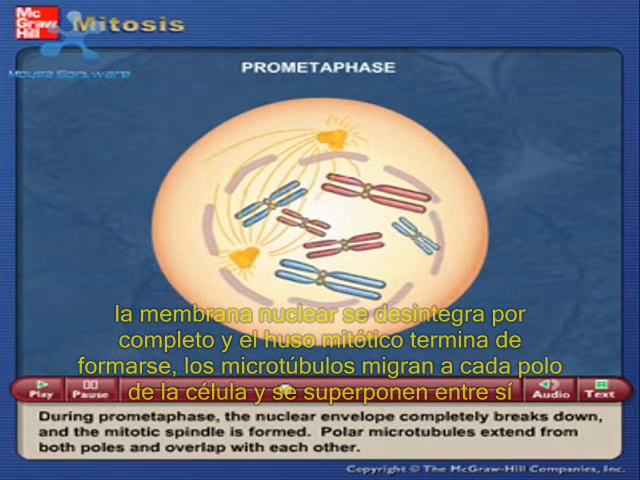 Mc
Graw
Hill
Mitosis
Mouse Software
PROMETAPHASE
la membrana nuclear se desintegra por
completo y el huso mitótico termina de
formarse, los microtúbulos migran a cada polo
de la célula y se superponen entre sí
Play Pause Audio Text
During prometaphase, the nuclear envelope completely breaks down,
and the mitotic spindle is formed. Polar microtubules extend from
both poles and overlap with each other.
Copyright © The McGraw-Hill Companies, Inc.